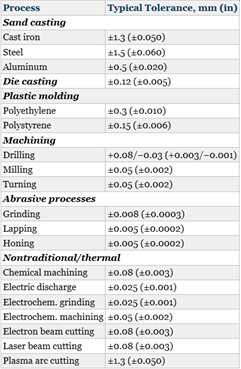 Process Typical Tolerance, mm (in)
Sand casting
Cast iron ±1.3 (±0.050)
Steel ±1.5 (±0.060)
Aluminum ±0.5 (±0.020)
Die casting ±0.12 (±0.005)
Plastic molding
Polyethylene ±0.3 (±0.010)
Polystyrene ±0.15 (±0.006)
Machining
Drilling +0.08/−0.03 (+0.003/−0.001)
Milling ±0.05 (±0.002)
Turning ±0.05 (±0.002)
Abrasive processes
Grinding ±0.008 (±0.0003)
Lapping ±0.005 (±0.0002)
Honing ±0.005 (±0.0002)
Nontraditional/thermal
Chemical machining ±0.08 (±0.003)
Electric discharge ±0.025 (±0.001)
Electrochem. grinding ±0.025 (±0.001)
Electrochem. machining ±0.05 (±0.002)
Electron beam cutting ±0.08 (±0.003)
Laser beam cutting ±0.08 (±0.003)
Plasma arc cutting ±1.3 (±0.050)